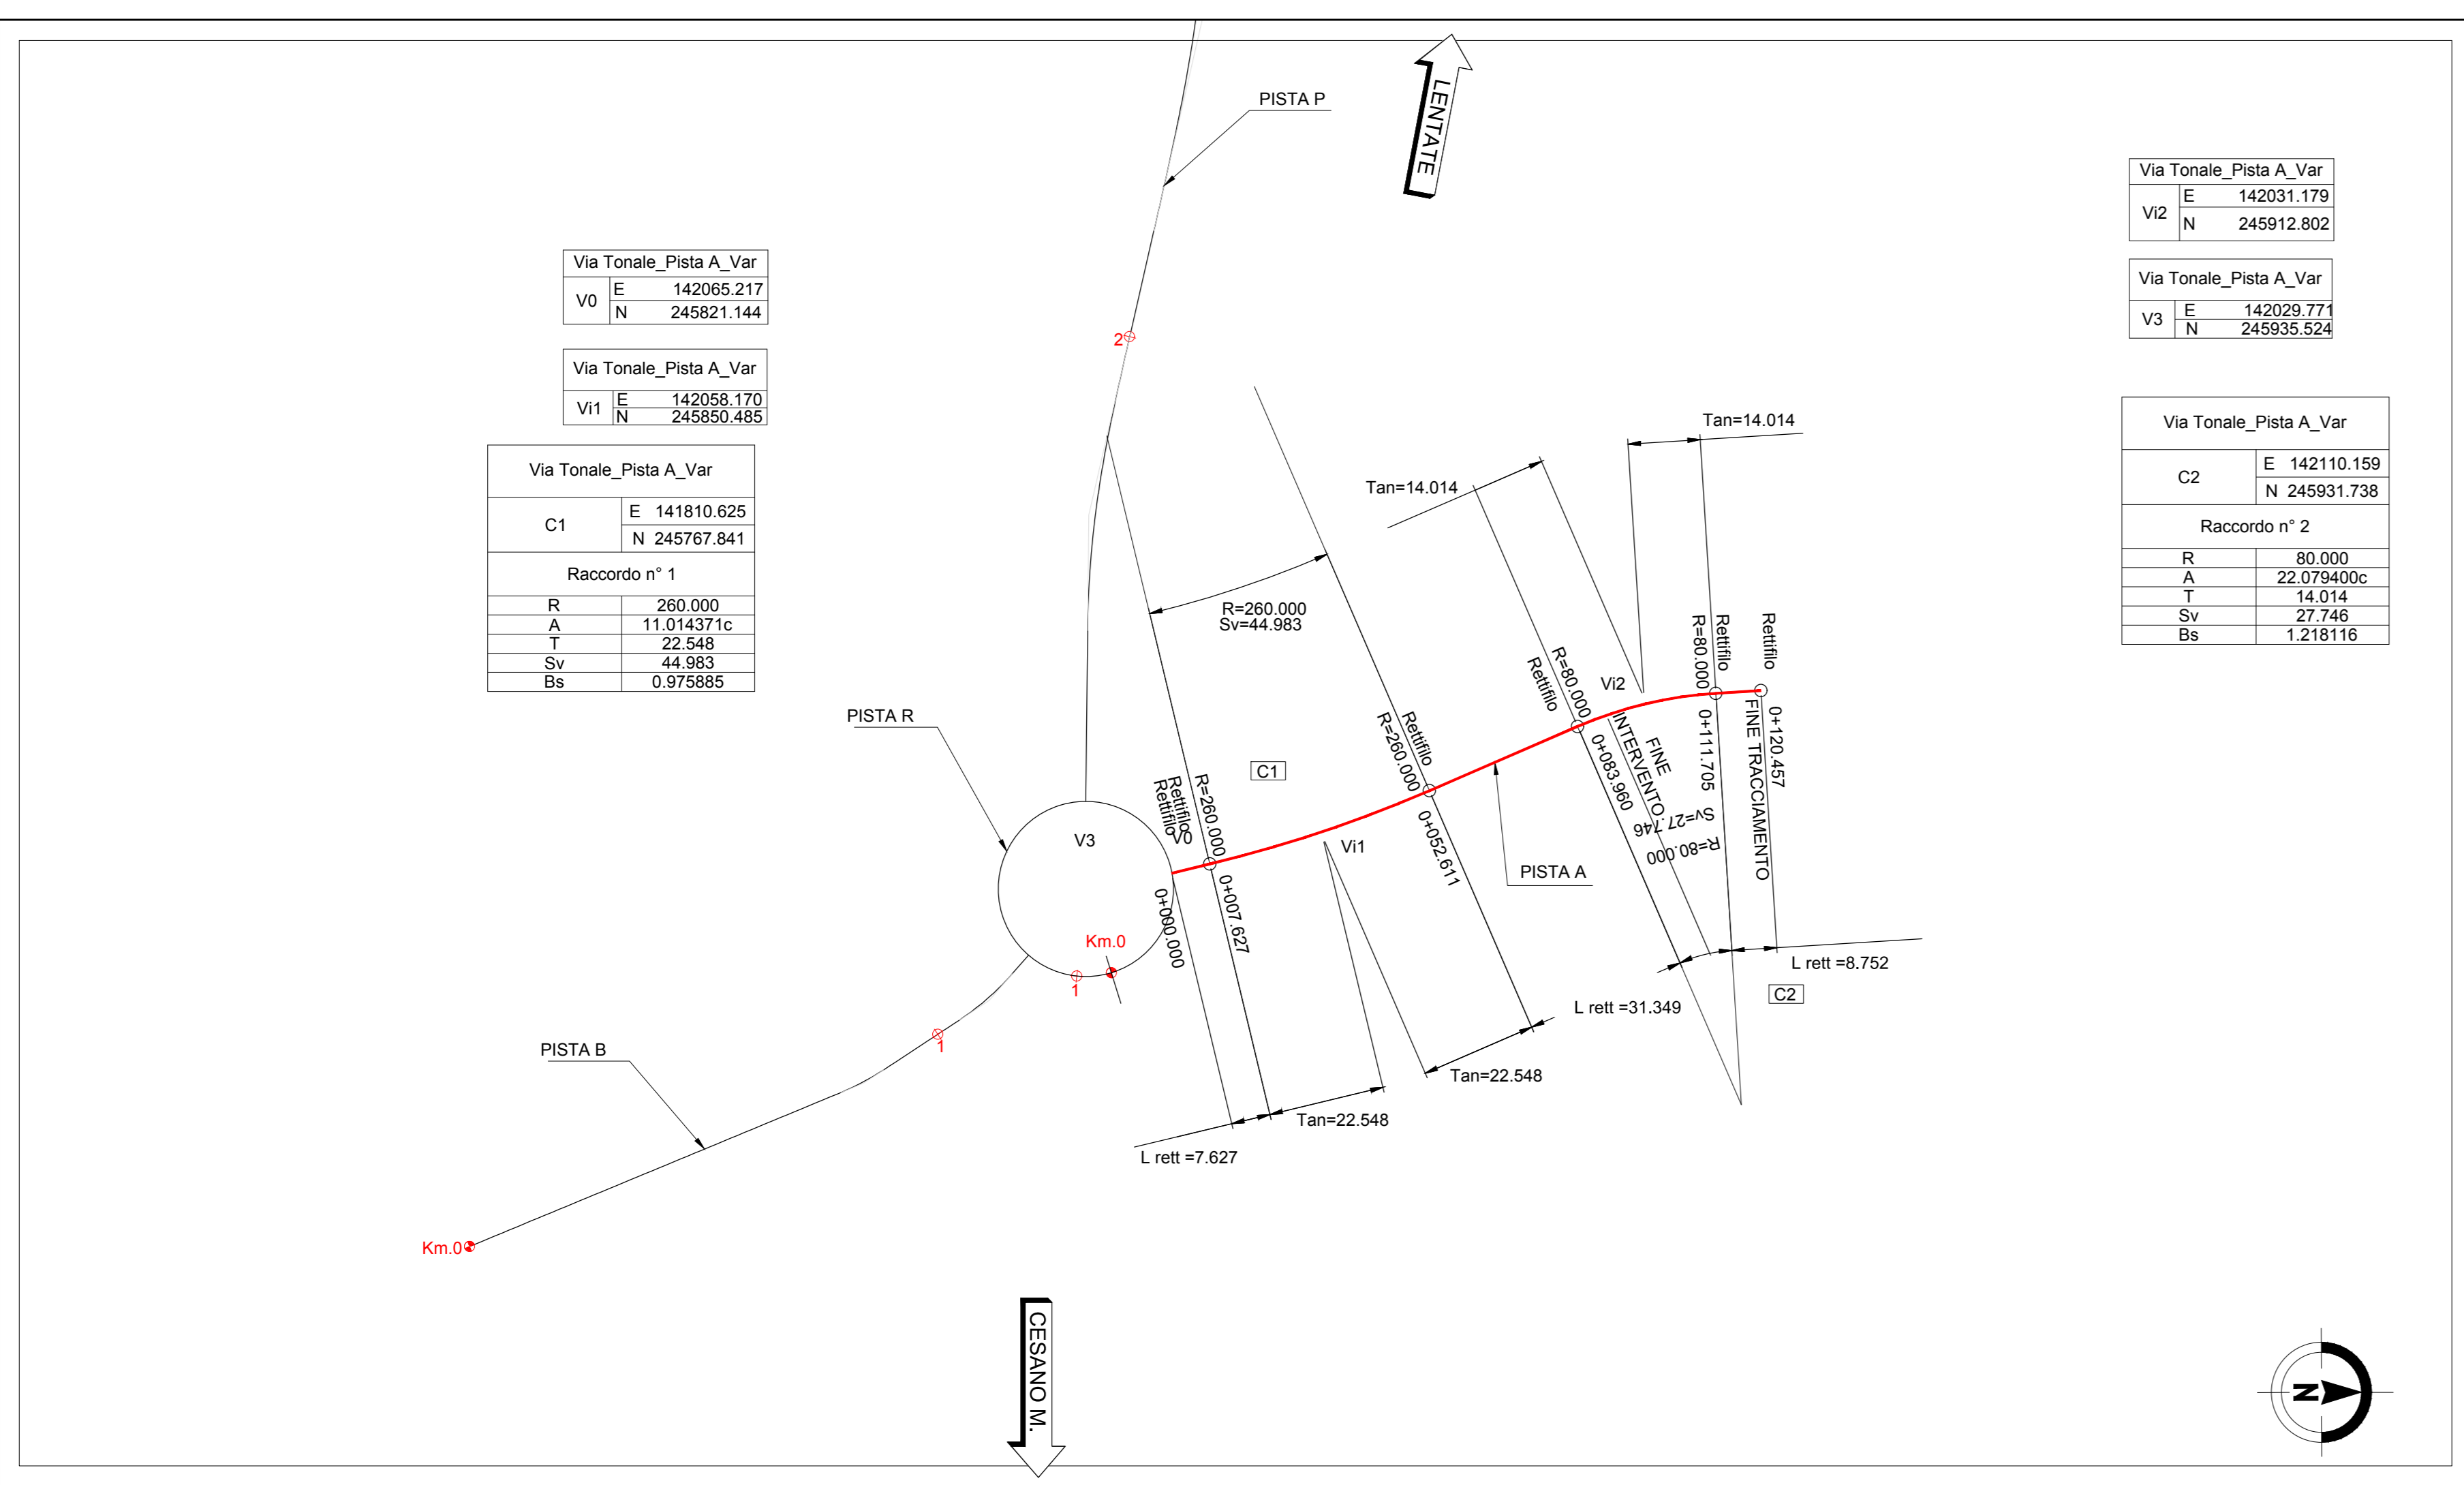 PISTA P
LENTATE
Via Tonale_Pista A_Var
V0
E 142065.217
N 245821.144
Via Tonale_Pista A_Var
Vi1
E 142058.170
N 245850.485
Via Tonale_Pista A_Var
C1
E 141810.625
N 245767.841
Raccordo n° 1
R 260.000
A 11.014371c
T 22.548
Sv 44.983
Bs 0.975885
Via Tonale_Pista A_Var
Vi2
E 142031.179
N 245912.802
Via Tonale_Pista A_Var
V3
E 142029.771
N 245935.524
Via Tonale_Pista A_Var
C2
E 142110.159
N 245931.738
Raccordo n° 2
R 80.000
A 22.079400c
T 14.014
Sv 27.746
Bs 1.218116
2
Tan=14.014
Tan=14.014
R=260.000
Sv=44.983
PISTA R
V3
C1
Rettifilo
Rettifilo
V0
R=260.000
0+000.000
0+007.627
Rettifilo
R=260.000
0+052.611
Vi1
R=80.000
Rettifilo
0+083.960
Vi2
FINE
INTERVENTO
Rettifilo
R=80.000
0+111.705
Rettifilo
0+120.457
FINE TRACCIAMENTO
Sv=27.746
R=80.000
PISTA A
Km.0
1
1
PISTA B
Km.0
L rett =8.752
C2
L rett =31.349
Tan=22.548
Tan=22.548
L rett =7.627
CESANO M.
N